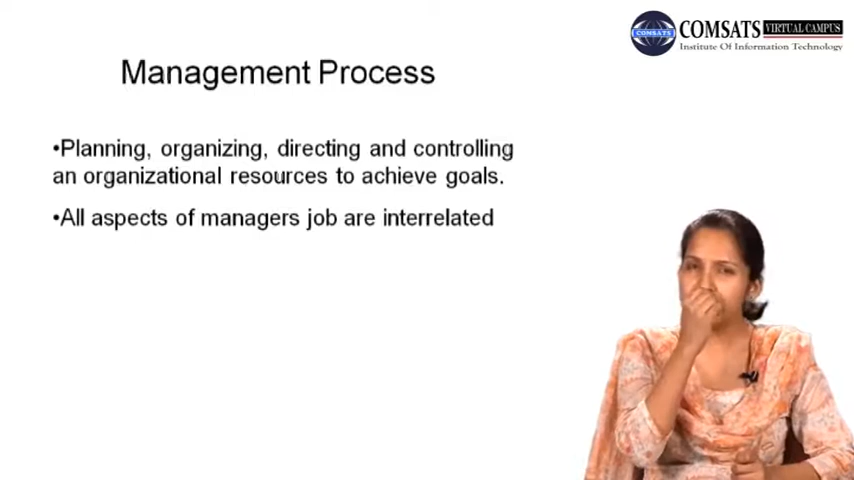 COMSATS VIRTUAL CAMPUS
COMSATS
Institute Of Information Technology
Management Process
•Planning, organizing, directing and controlling
an organizational resources to achieve goals.
•All aspects of managers job are interrelated